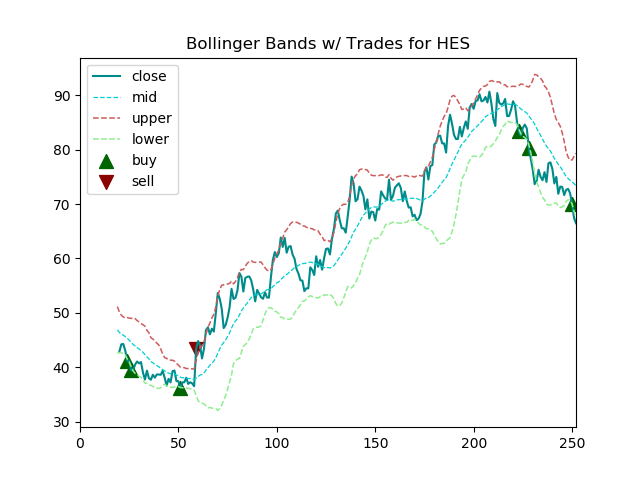 Bollinger Bands w/ Trades for HES
close
mid
upper
lower
buy
sell
90
80
70
60
50
40
30
0 50 100 150 200 250